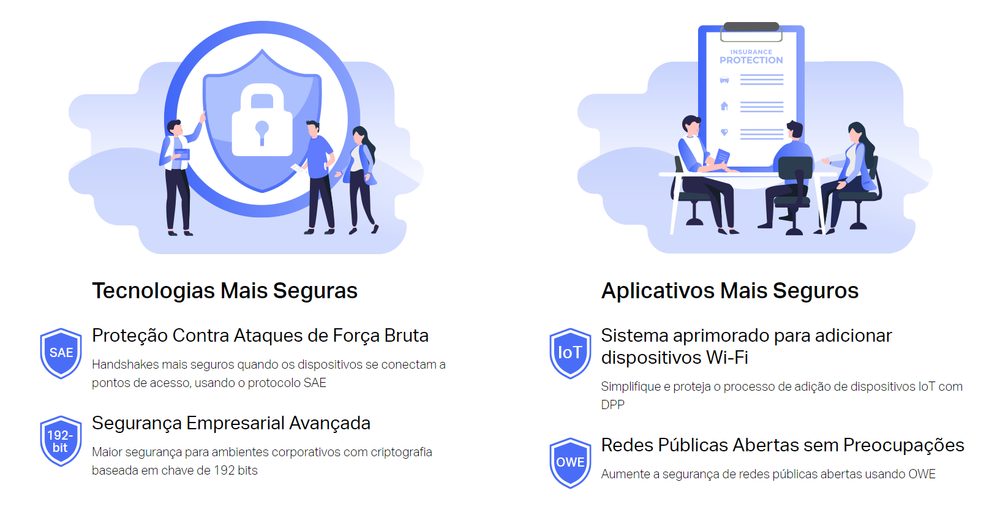 INSURANCE
PROTECTION
Tecnologias Mais Seguras
SAE
Proteção Contra Ataques de Força Bruta
Handshakes mais seguros quando os dispositivos se conectam a
pontos de acesso, usando o protocolo SAE
192-
bit
Segurança Empresarial Avançada
Maior segurança para ambientes corporativos com criptografia
baseada em chave de 192 bits
Aplicativos Mais Seguros
IoT
Sistema aprimorado para adicionar
dispositivos Wi-Fi
Simplifique e proteja o processo de adição de dispositivos IoT com
DPP
OWE
Redes Públicas Abertas sem Preocupações
Aumente a segurança de redes públicas abertas usando OWE